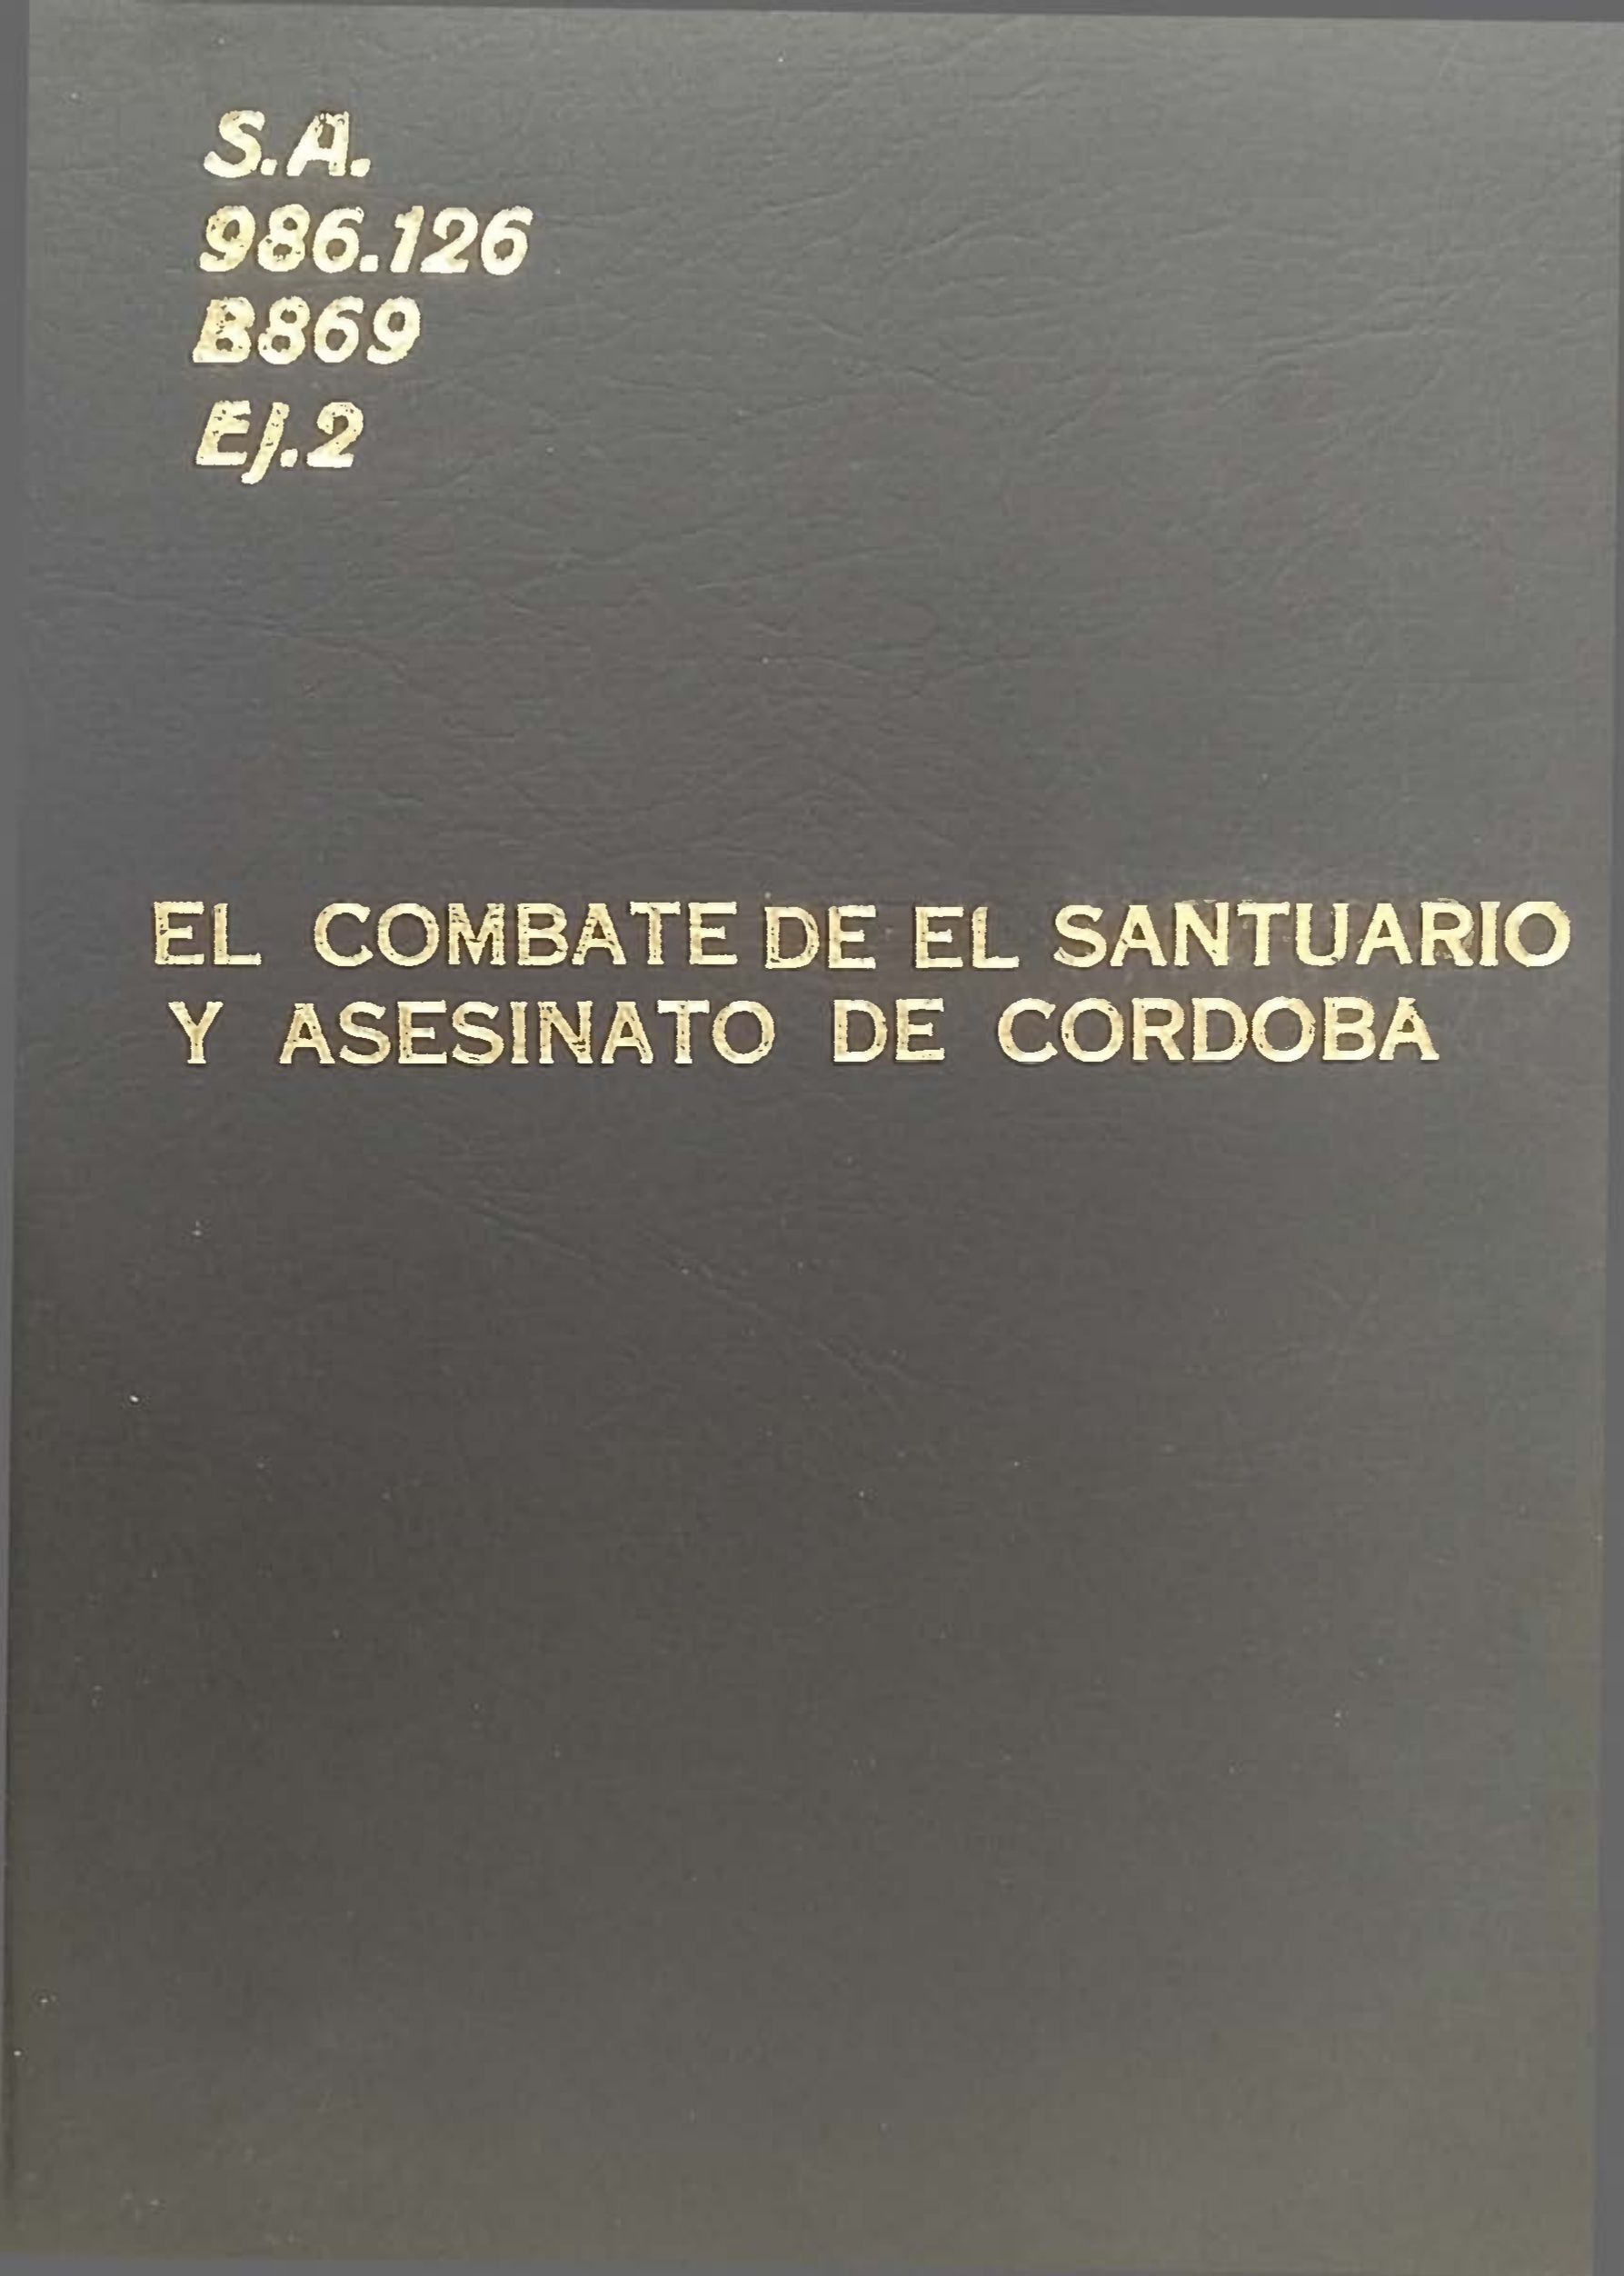 S.A.
986.126
B869
Ej.2
EL COMBATE DE EL SANTUARIO
Y ASESINATO DE CORDOBA